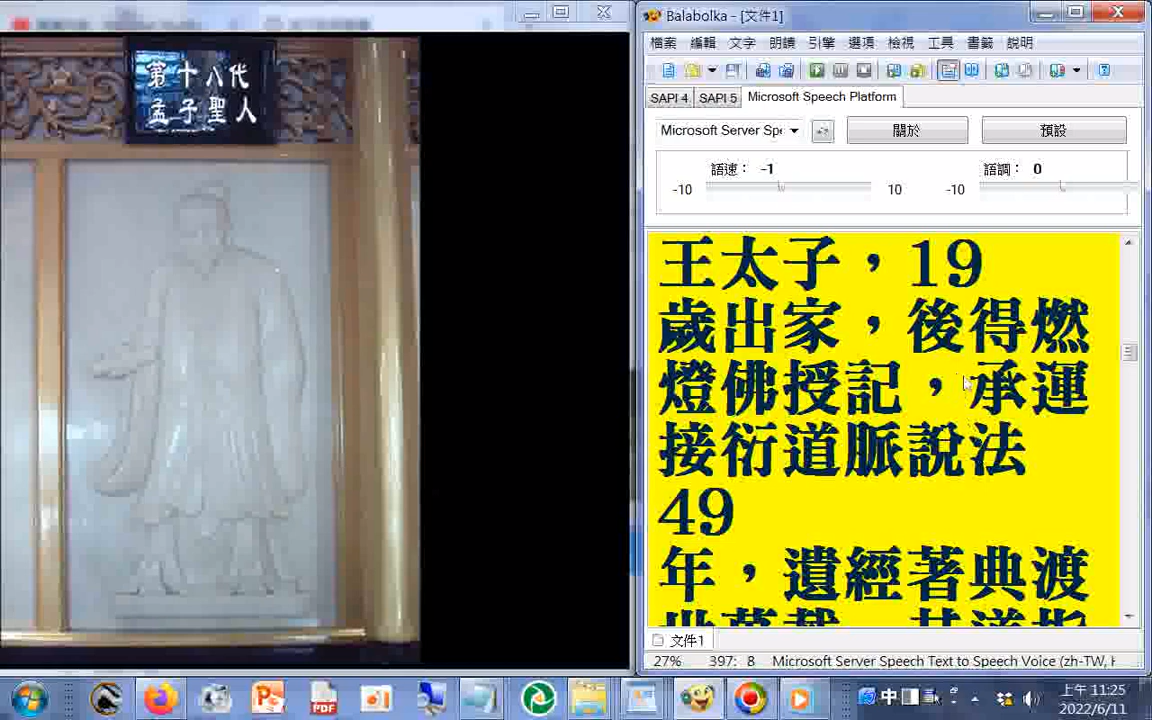 第十八代
孟子聖人
Balabolka - [文件1]
檔案 編輯 文字 朗讀 引擎 選項 檢視 工具 書籤 說明
SAPI 4 SAPI 5 Microsoft Speech Platform
Microsoft Server Spe
關於
預設
語速： -1
語調： 0
-10 10 -10
王太子，19
歲出家，後得燃
燈佛授記，承運
接衍道脈說法
49
年，遺經著典渡
文件1
27% 397: 8 Microsoft Server Speech Text to Speech Voice (zh-TW, H
中
上午 11:25
2022/6/11